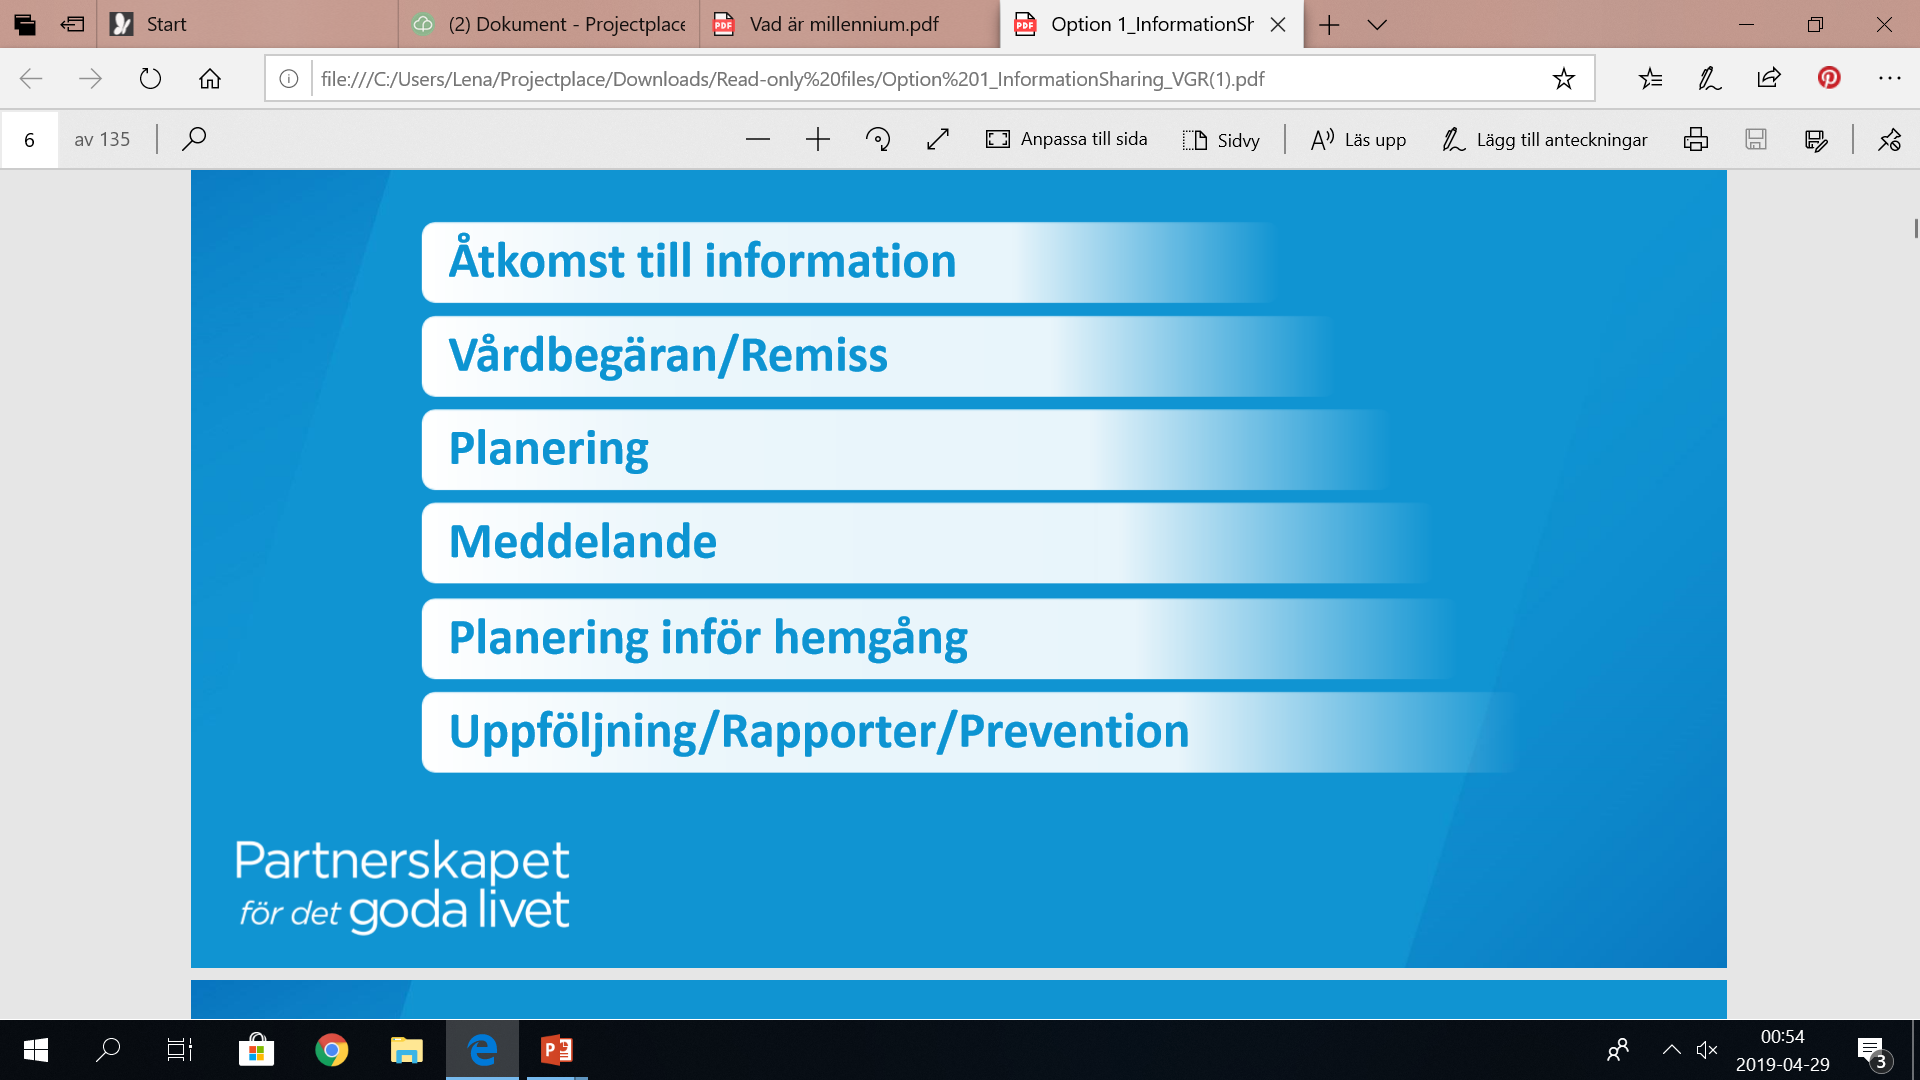 Start
(2) Dokument - Projectplace
Vad är millennium.pdf
Option 1_InformationSh
file:///C:/Users/Lena/Projectplace/Downloads/Read-only%20files/Option%201_InformationSharing_VGR(1).pdf
6 av 135
Anpassa till sida
Sidvy
Läs upp
Lägg till anteckningar
Åtkomst till information
Vårdbegäran/Remiss
Planering
Meddelande
Planering inför hemgång
Uppföljning/Rapporter/Prevention
Partnerskapet
för det goda livet
00:54
2019-04-29
3